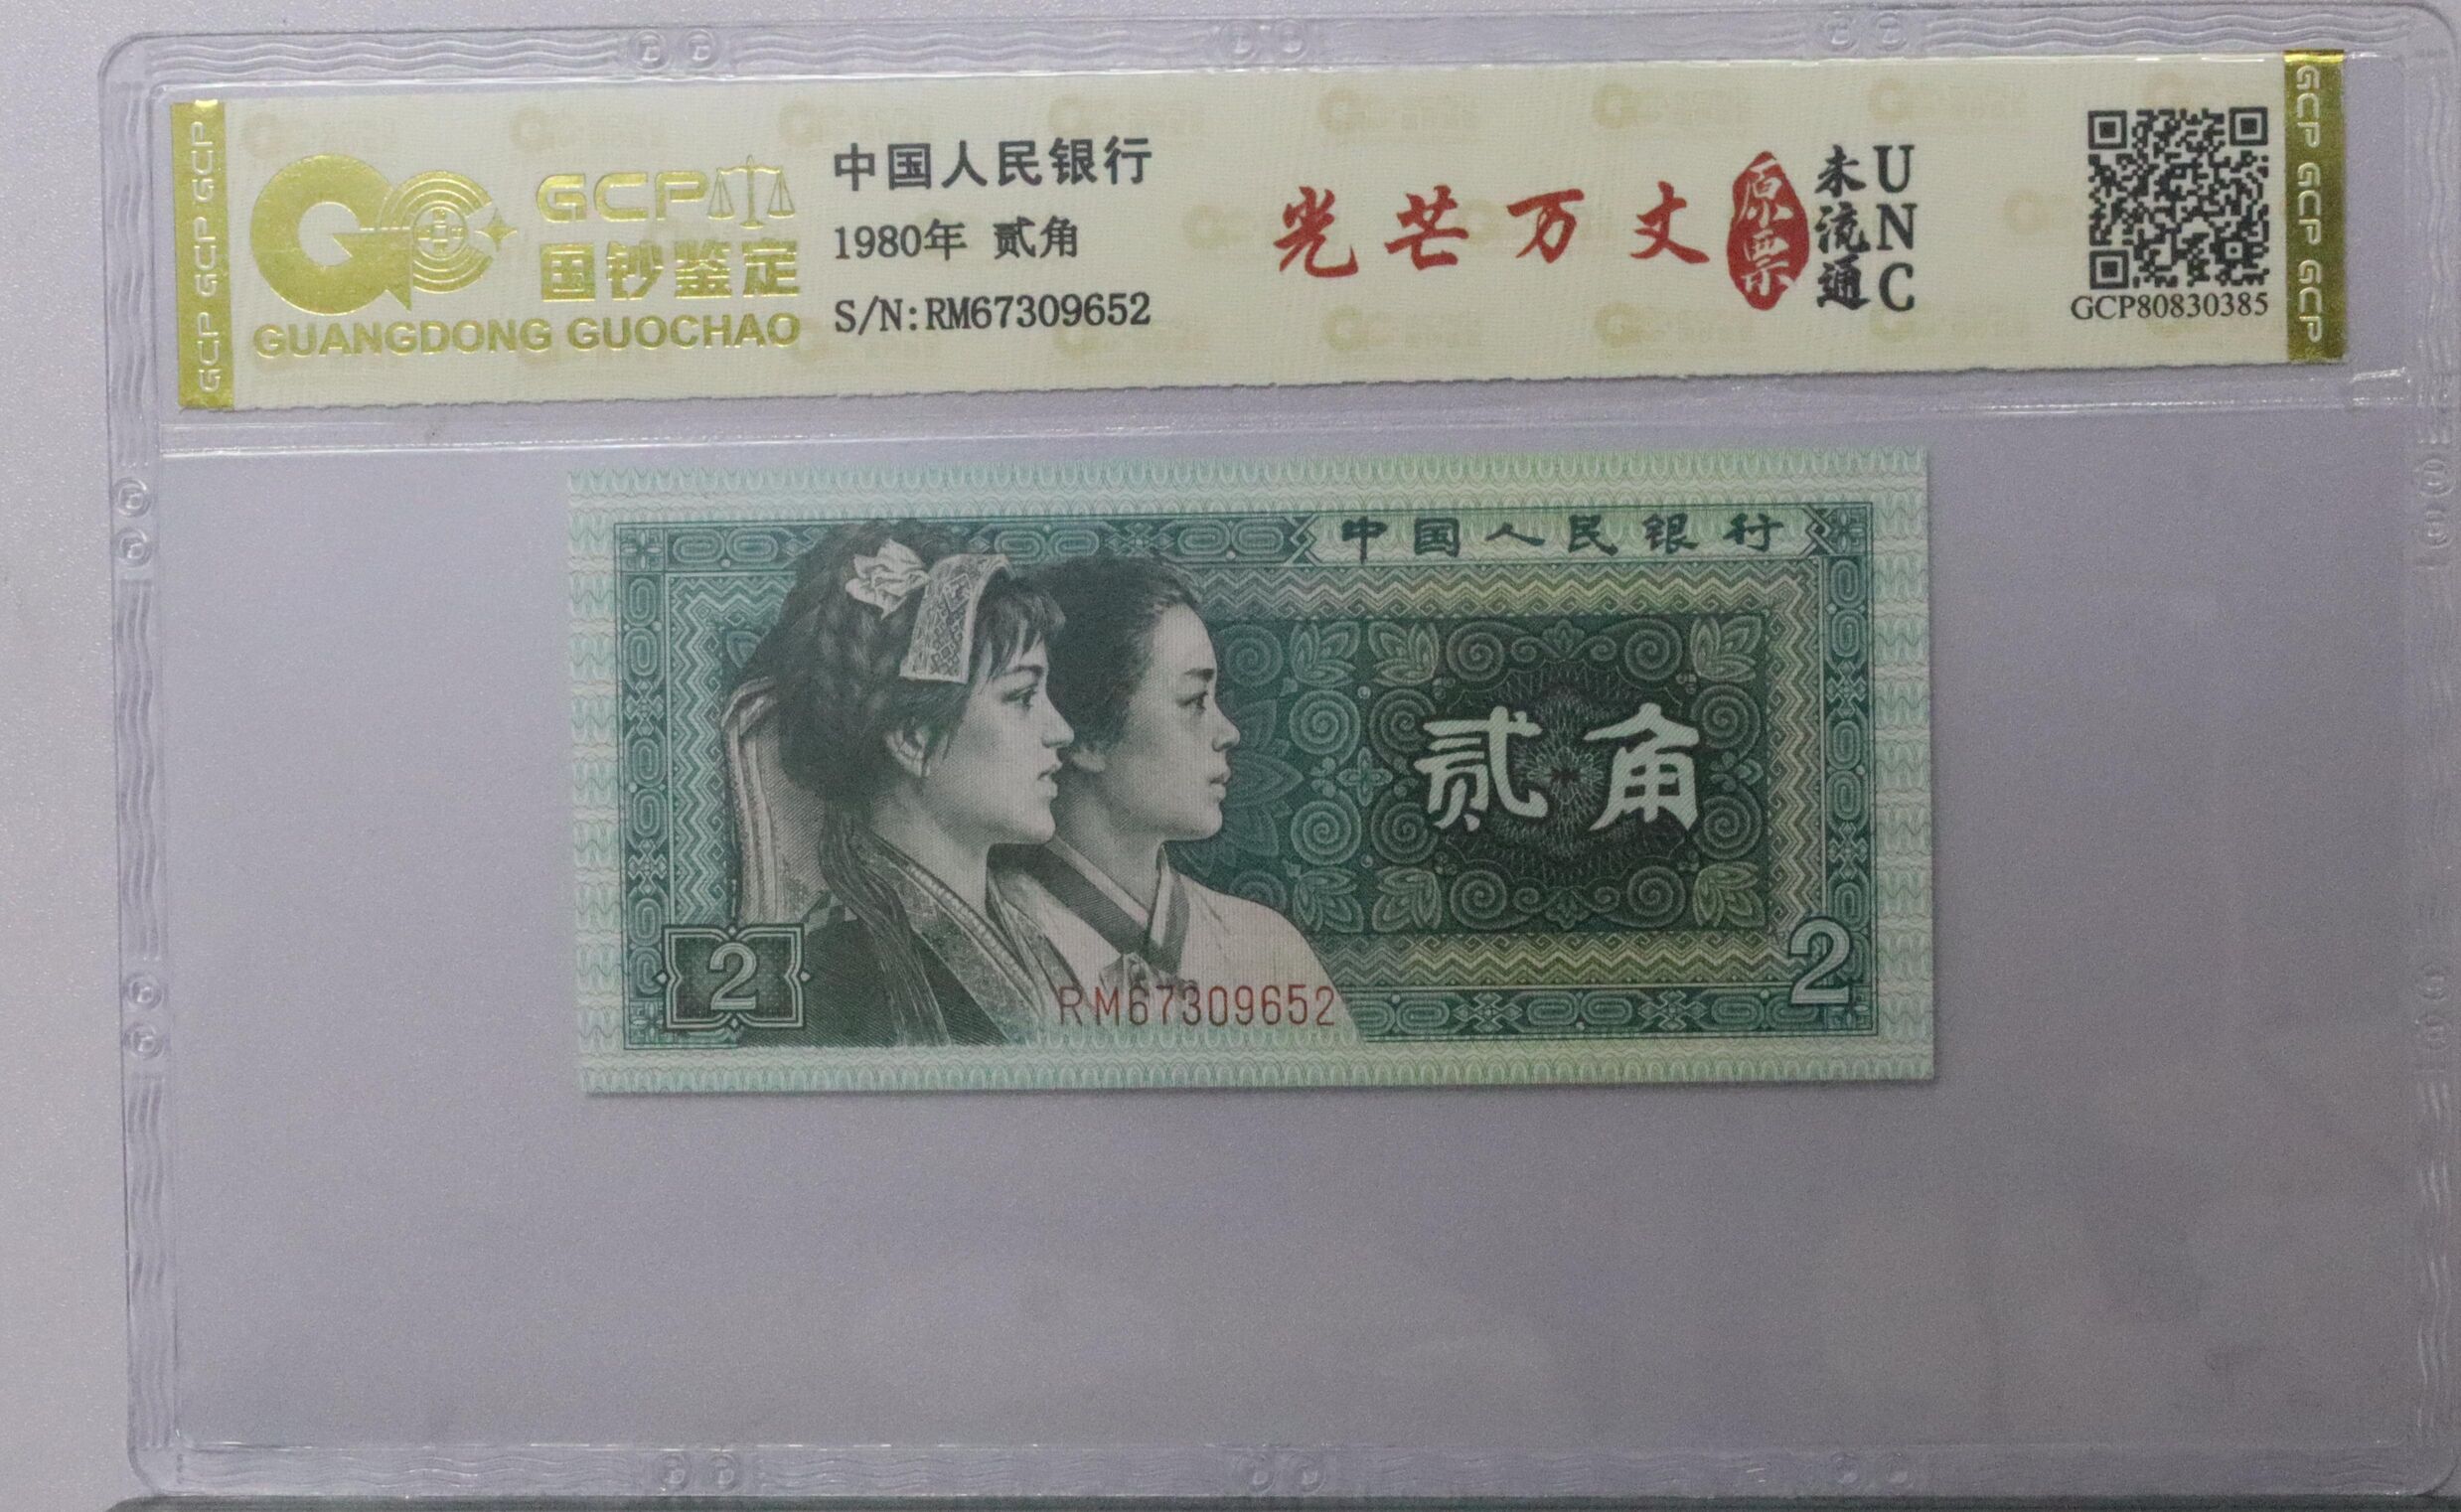 GCP GCP GCP
GCP
国钞鉴定
GUANGDONG GUOCHAO
中国人民银行
1980年 贰角
S/N:RM67309652
光芒万丈
原票
未流通
UNC
GCP80830385
GCP GCP GCP
中国人民银行
贰角
2
2
RM67309652